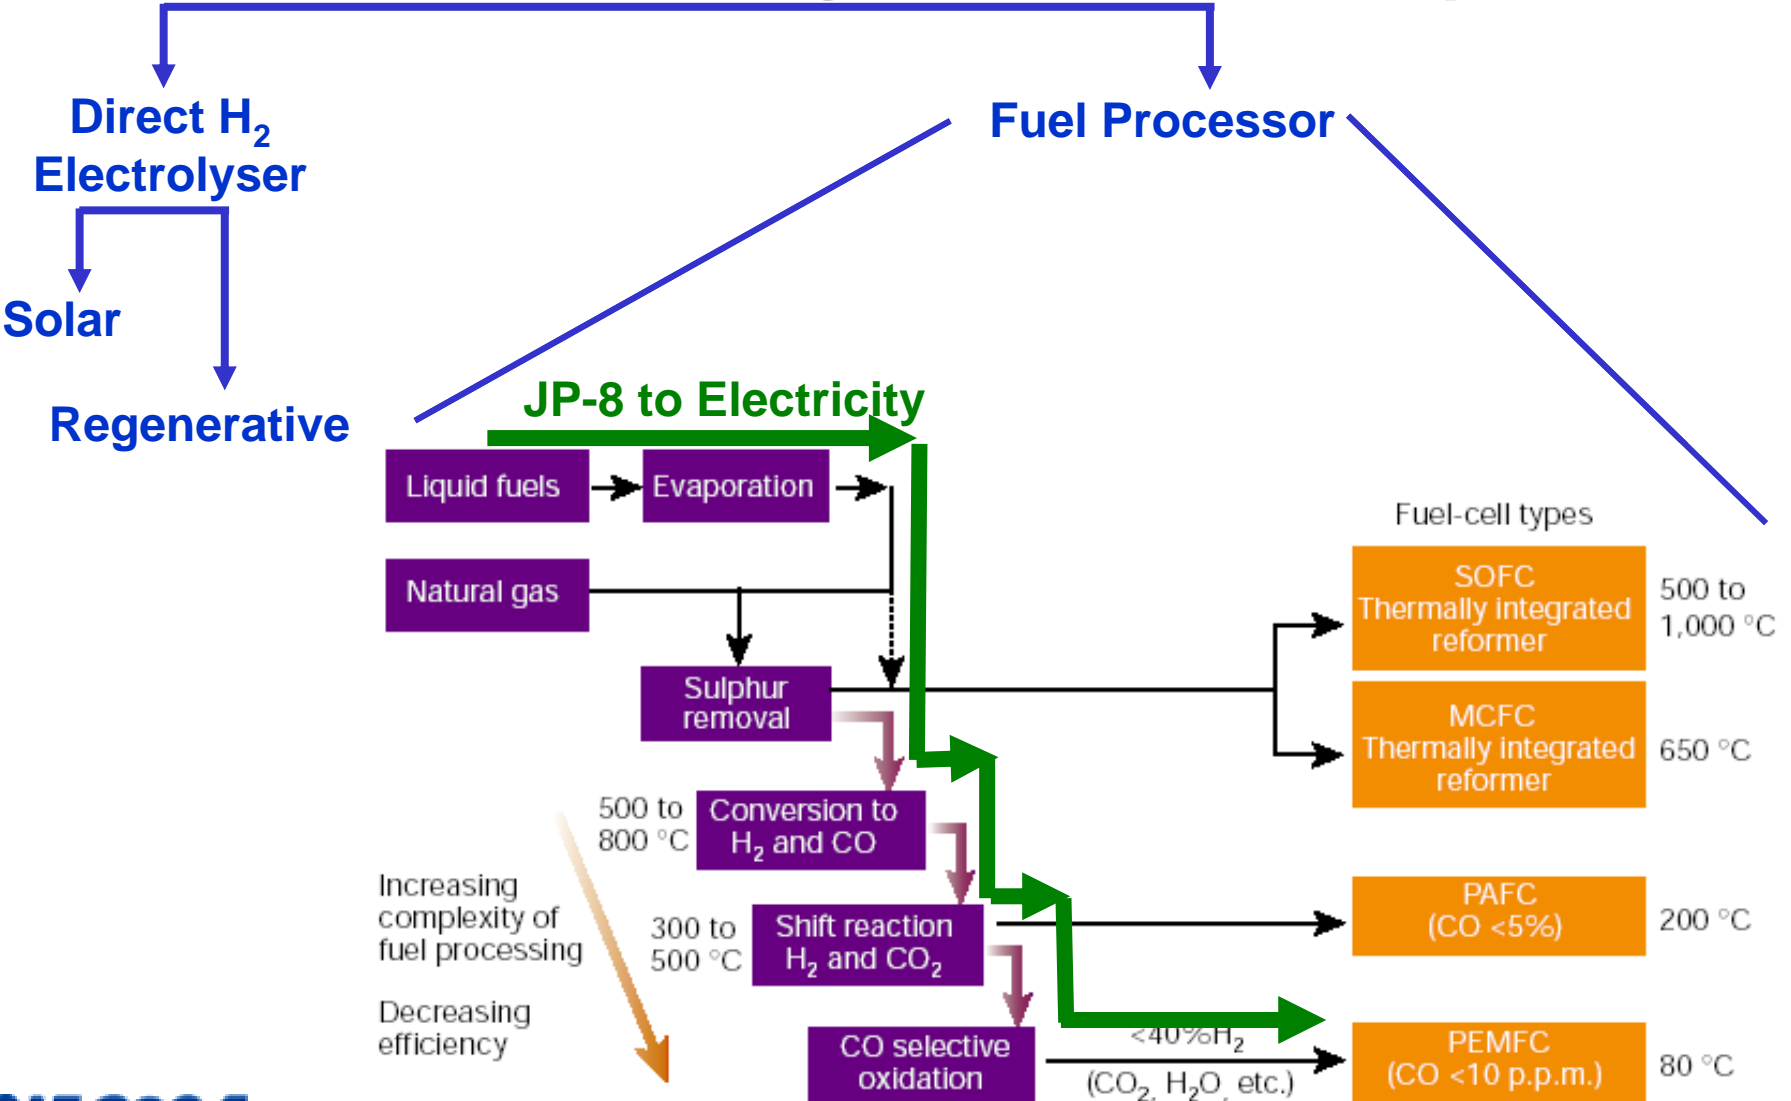 Direct H₂
Electrolyser
Fuel Processor
Solar
Regenerative
JP-8 to Electricity
Liquid fuels
Evaporation
Natural gas
Sulphur
removal
Fuel-cell types
SOFC
Thermally integrated
reformer
500 to
1,000 °C
MCFC
Thermally integrated
reformer
650 °C
500 to
800 °C
Conversion to
H₂ and CO
Increasing
complexity of
fuel processing
300 to
500 °C
Shift reaction
H₂ and CO₂
PAFC
(CO <5%)
200 °C
Decreasing
efficiency
CO selective
oxidation
<40%H₂
(CO₂, H₂O, etc.)
PEMFC
(CO <10 p.p.m.)
80 °C